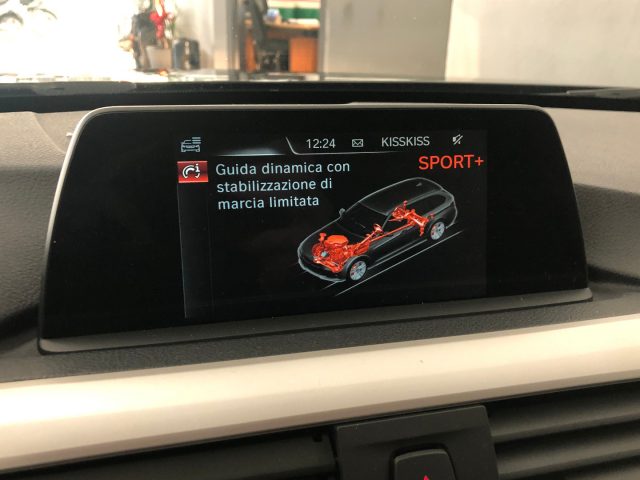 12:24 KISSKISS
SPORT+
Guida dinamica con
stabilizzazione di
marcia limitata